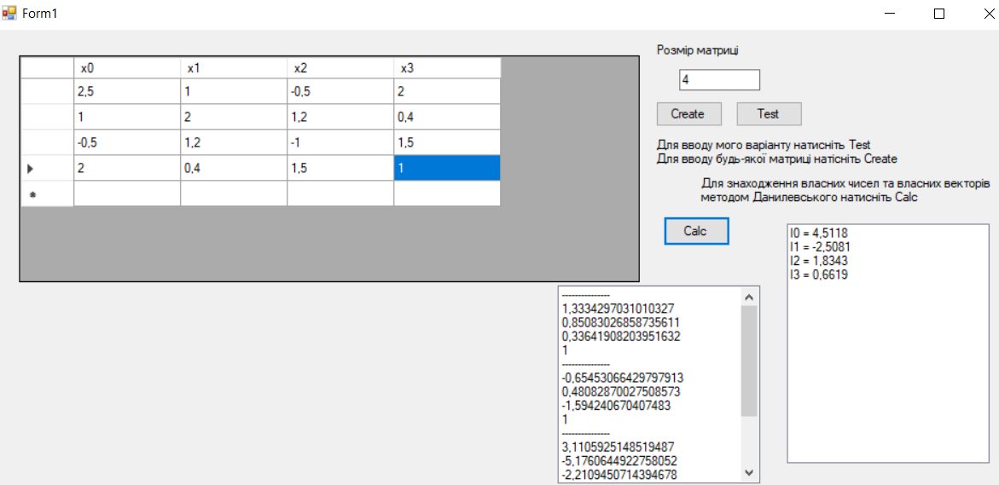 Form1
x0 x1 x2 x3
2,5 1 -0,5 2
1 2 1,2 0,4
-0,5 1,2 -1 1,5
2 0,4 1,5 1
Розмір матриці
4
Create Test
Для вводу мого варіанту натисніть Test
Для вводу будь-якої матриці натісніть Create
Для знаходження власних чисел та власних векторів
методом Данилевського натисніть Calc
Calc
l0 = 4,5118
l1 = -2,5081
l2 = 1,8343
l3 = 0,6619
---------------
1,3334297031010327
0,85083026858735611
0,33641908203951632
1
---------------
-0,65453066429797913
0,48082870027508573
-1,594240670407483
1
---------------
3,1105925148519487
-5,1760644922758052
-2,2109450714394678